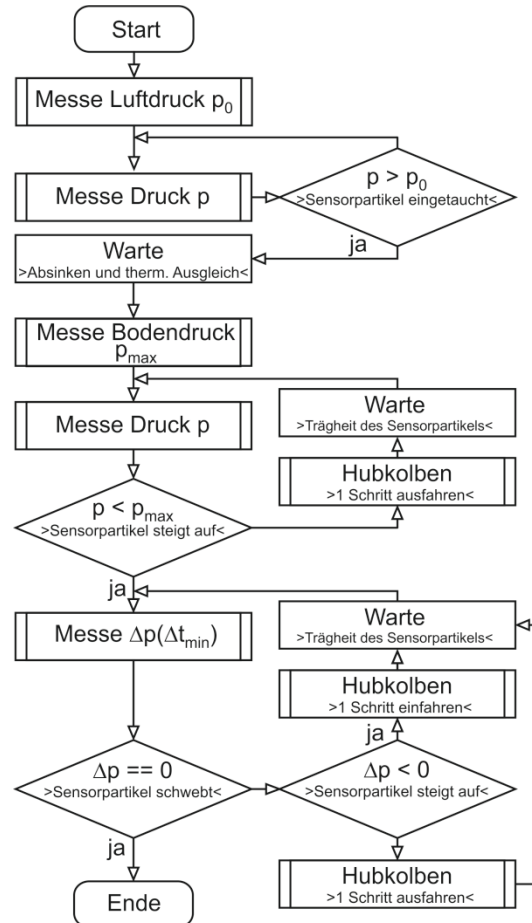 Start
Messe Luftdruck p₀
Messe Druck p
p > p₀
>Sensorpartikel eingetaucht<
ja
Warte
>Absinken und therm. Ausgleich<
Messe Bodendruck
pₘₐₓ
Messe Druck p
Warte
>Trägheit des Sensorpartikels<
Hubkolben
>1 Schritt ausfahren<
p < pₘₐₓ
>Sensorpartikel steigt auf<
ja
Messe Δp(Δtₘᵢₙ)
Warte
>Trägheit des Sensorpartikels<
Hubkolben
>1 Schritt einfahren<
ja
Δp == 0
>Sensorpartikel schwebt<
Δp < 0
>Sensorpartikel steigt auf<
ja
Ende
Hubkolben
>1 Schritt ausfahren<